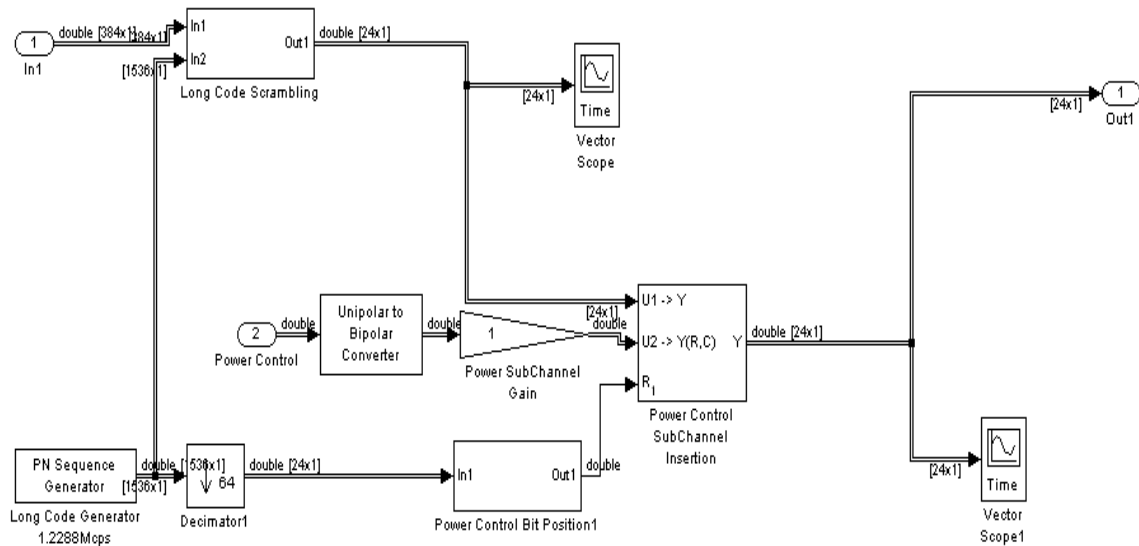 1
In1
double [384x1]
[384x1]
[1536x1]
In1
In2
Out1
Long Code Scrambling
double [24x1]
[24x1]
Time
Vector
Scope
[24x1]
1
Out1
2
Power Control
double
Unipolar to
Bipolar
Converter
double
1
Power SubChannel
Gain
double
[24x1]
U1 -> Y
U2 -> Y(R,C)
R1
Y
Power Control
SubChannel
Insertion
double [24x1]
PN Sequence
Generator
Long Code Generator
1.2288Mcps
double [1536x1]
[1536x1]
64
Decimator1
double [24x1]
In1
Out1
Power Control Bit Position1
double
[24x1]
Time
Vector
Scope1